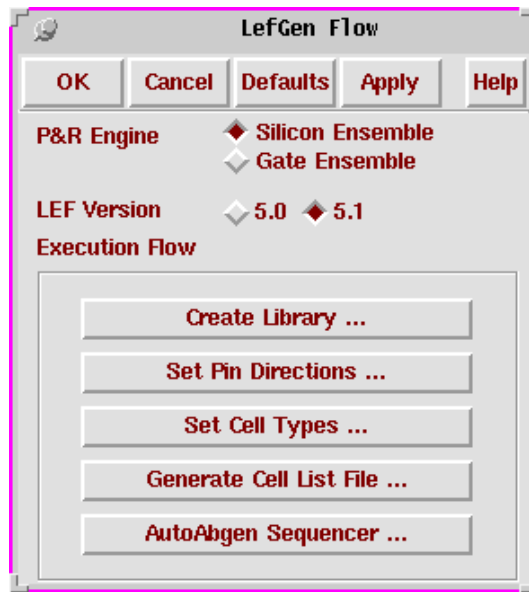 LefGen Flow
OK Cancel Defaults Apply Help
P&R Engine Silicon Ensemble
Gate Ensemble
LEF Version 5.0 5.1
Execution Flow
Create Library ...
Set Pin Directions ...
Set Cell Types ...
Generate Cell List File ...
AutoAbgen Sequencer ...